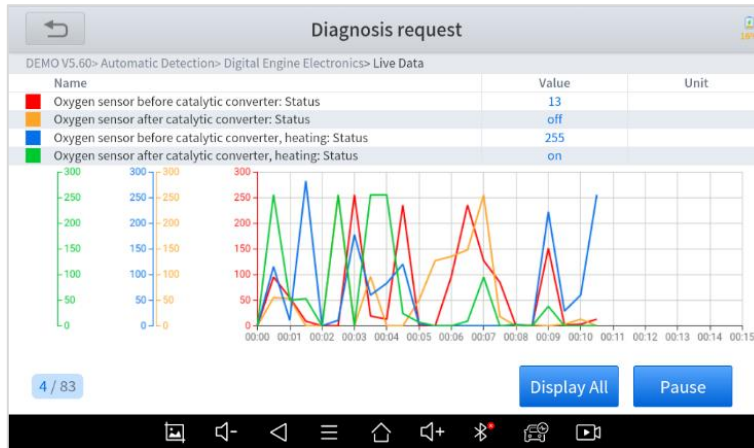 Diagnosis request
DEMO V5.60> Automatic Detection> Digital Engine Electronics> Live Data
Name Value Unit
Oxygen sensor before catalytic converter: Status 13
Oxygen sensor after catalytic converter: Status off
Oxygen sensor before catalytic converter, heating: Status 255
Oxygen sensor after catalytic converter, heating: Status on
300 300 300 300
250 250 250 250
200 200 200 200
150 150 150 150
100 100 100 100
50 50 50 50
0 0 0 0
00:00 00:01 00:02 00:03 00:04 00:05 00:06 00:07 00:08 00:09 00:10 00:11 00:12 00:13 00:14 00:15
4 / 83
Display All
Pause